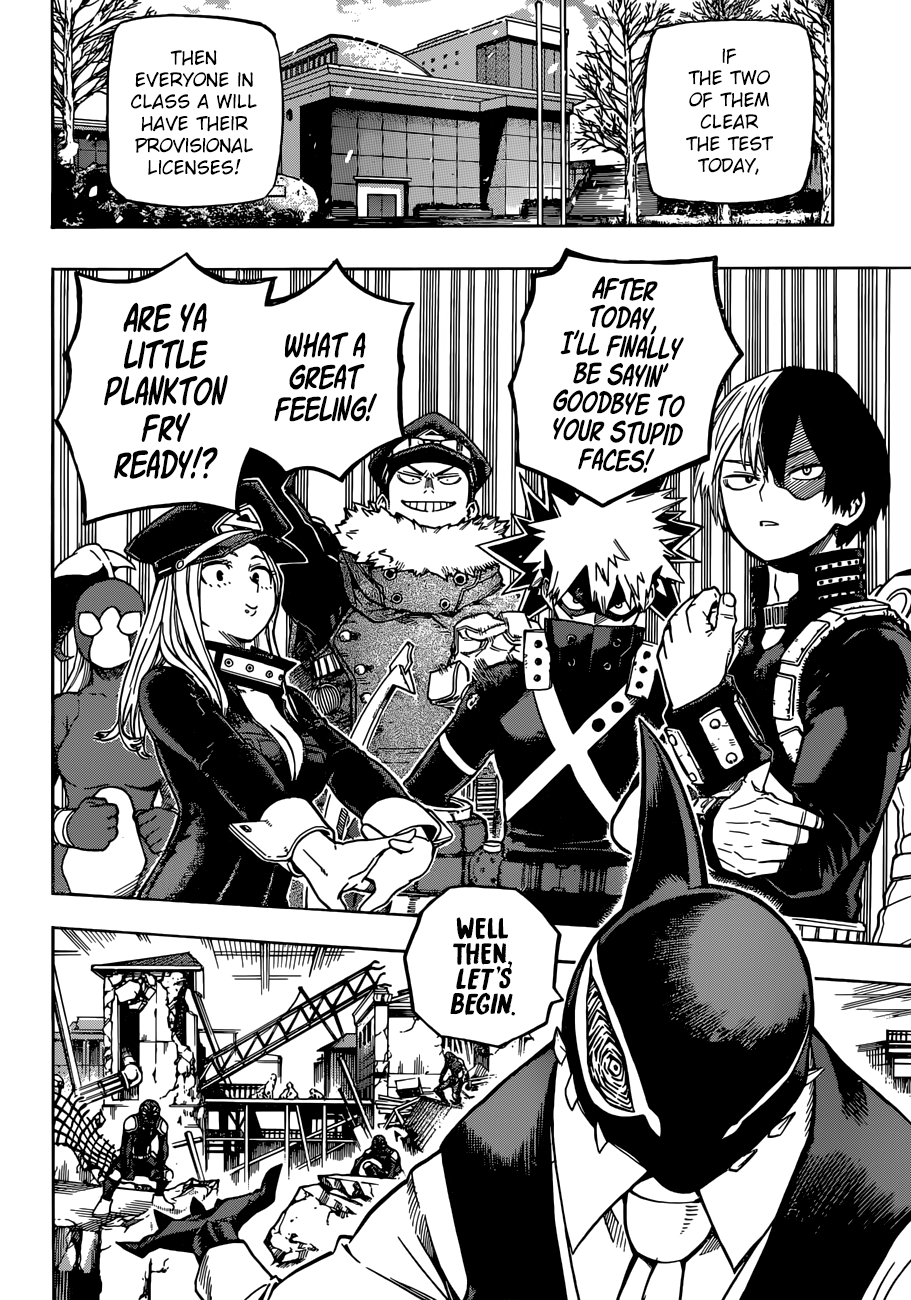 IF
THE TWO
OF THEM
CLEAR
THE TEST
TODAY,
THEN
EVERYONE IN
CLASS A WILL
HAVE THEIR
PROVISIONAL
LICENSES!
AFTER
TODAY,
I'LL FINALLY
BE SAYIN'
GOODBYE TO
YOUR STUPID
FACES!
WHAT A
GREAT
FEELING!
ARE YA
LITTLE
PLANKTON
FRY
READY!?
WELL
THEN,
LET'S
BEGIN.